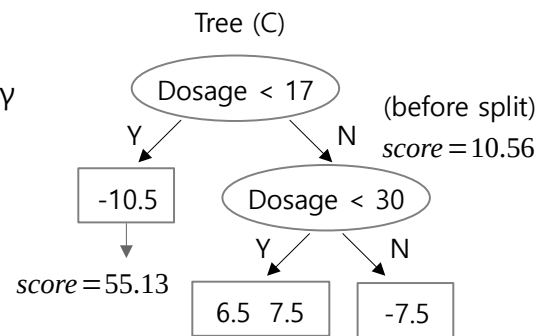 Tree (C)
γ
Dosage < 17
(before split)
Y
N
score=10.56
-10.5
Dosage < 30
Y
N
score=55.13
6.5 7.5
-7.5